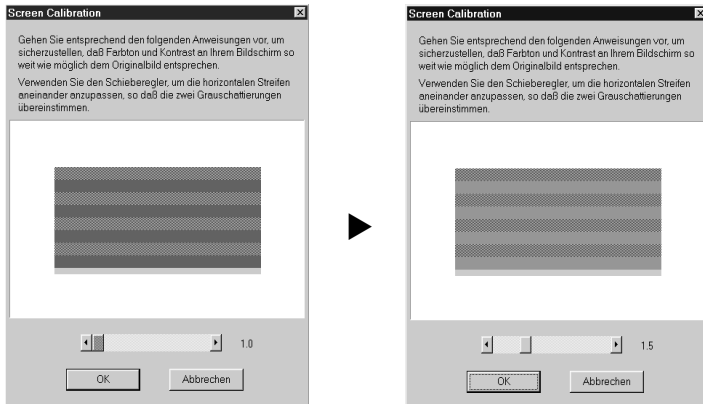 Screen Calibration
Gehen Sie entsprechend den folgenden Anweisungen vor, um
sicherzustellen, daß Farbton und Kontrast an Ihrem Bildschirm so
weit wie möglich dem Originalbild entsprechen.
Verwenden Sie den Schieberegler, um die horizontalen Streifen
aneinander anzupassen, so daß die zwei Grauschattierungen
übereinstimmen.
1.0
OK
Abbrechen
Screen Calibration
Gehen Sie entsprechend den folgenden Anweisungen vor, um
sicherzustellen, daß Farbton und Kontrast an Ihrem Bildschirm so
weit wie möglich dem Originalbild entsprechen.
Verwenden Sie den Schieberegler, um die horizontalen Streifen
aneinander anzupassen, so daß die zwei Grauschattierungen
übereinstimmen.
1.5
OK
Abbrechen